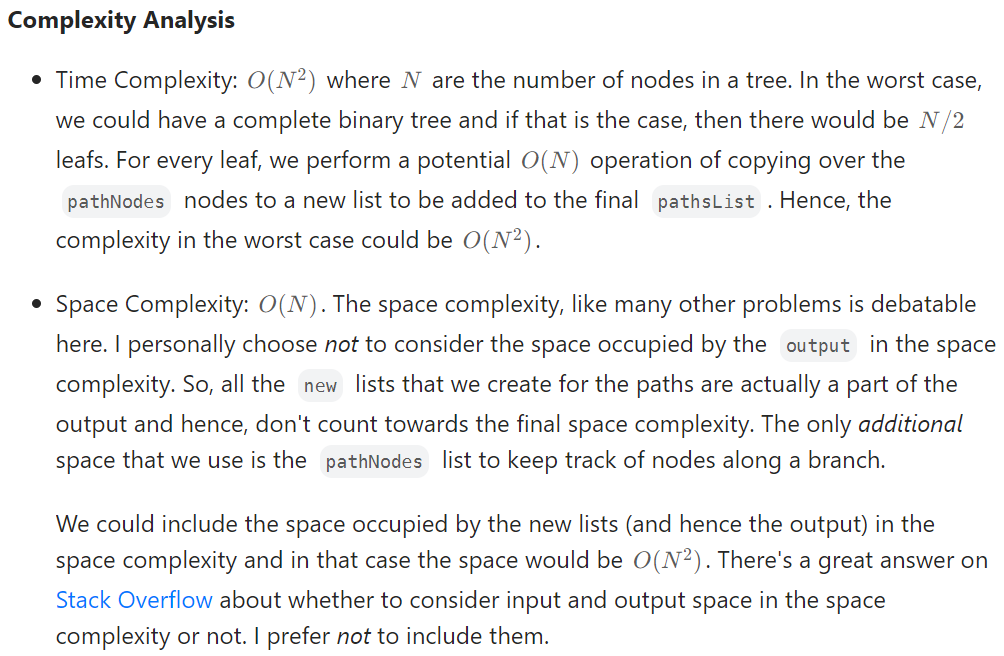 Complexity Analysis
• Time Complexity: O(N²) where N are the number of nodes in a tree. In the worst case,
we could have a complete binary tree and if that is the case, then there would be N/2
leafs. For every leaf, we perform a potential O(N) operation of copying over the
pathNodes nodes to a new list to be added to the final pathsList . Hence, the
complexity in the worst case could be O(N²).
• Space Complexity: O(N). The space complexity, like many other problems is debatable
here. I personally choose not to consider the space occupied by the output in the space
complexity. So, all the new lists that we create for the paths are actually a part of the
output and hence, don't count towards the final space complexity. The only additional
space that we use is the pathNodes list to keep track of nodes along a branch.
We could include the space occupied by the new lists (and hence the output) in the
space complexity and in that case the space would be O(N²). There's a great answer on
Stack Overflow about whether to consider input and output space in the space
complexity or not. I prefer not to include them.